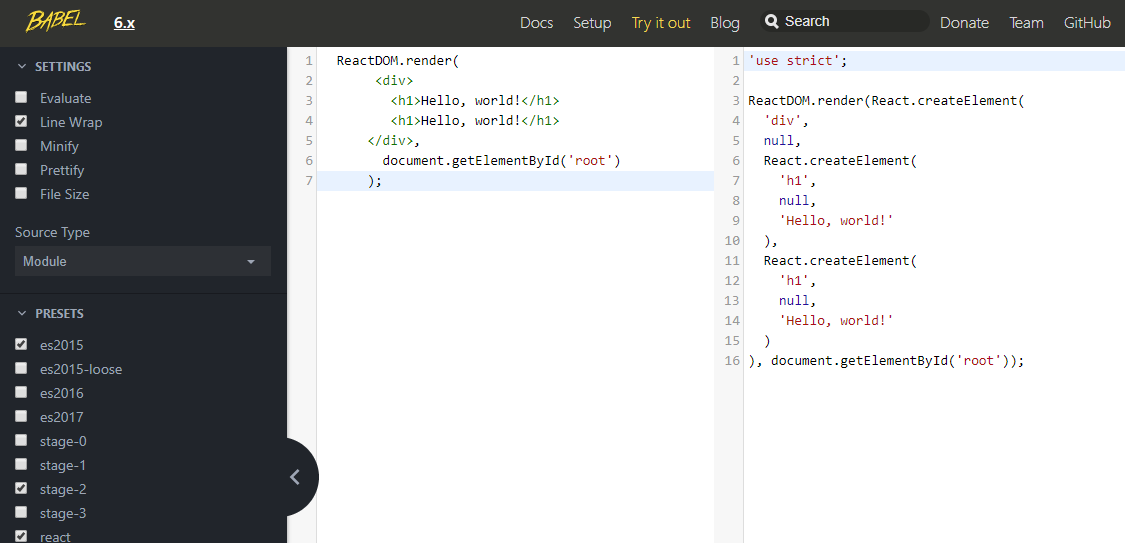 BABEL 6.x Docs Setup Try it out Blog Search Donate Team GitHub
SETTINGS
Evaluate
Line Wrap
Minify
Prettify
File Size
Source Type
Module
PRESETS
es2015
es2015-loose
es2016
es2017
stage-0
stage-1
stage-2
stage-3
react
1 ReactDOM.render(
2 <div>
3 <h1>Hello, world!</h1>
4 <h1>Hello, world!</h1>
5 </div>,
6 document.getElementById('root')
7 );
1 'use strict';
2
3 ReactDOM.render(React.createElement(
4 'div',
5 null,
6 React.createElement(
7 'h1',
8 null,
9 'Hello, world!'
10 ),
11 React.createElement(
12 'h1',
13 null,
14 'Hello, world!'
15 )
16 ), document.getElementById('root'));